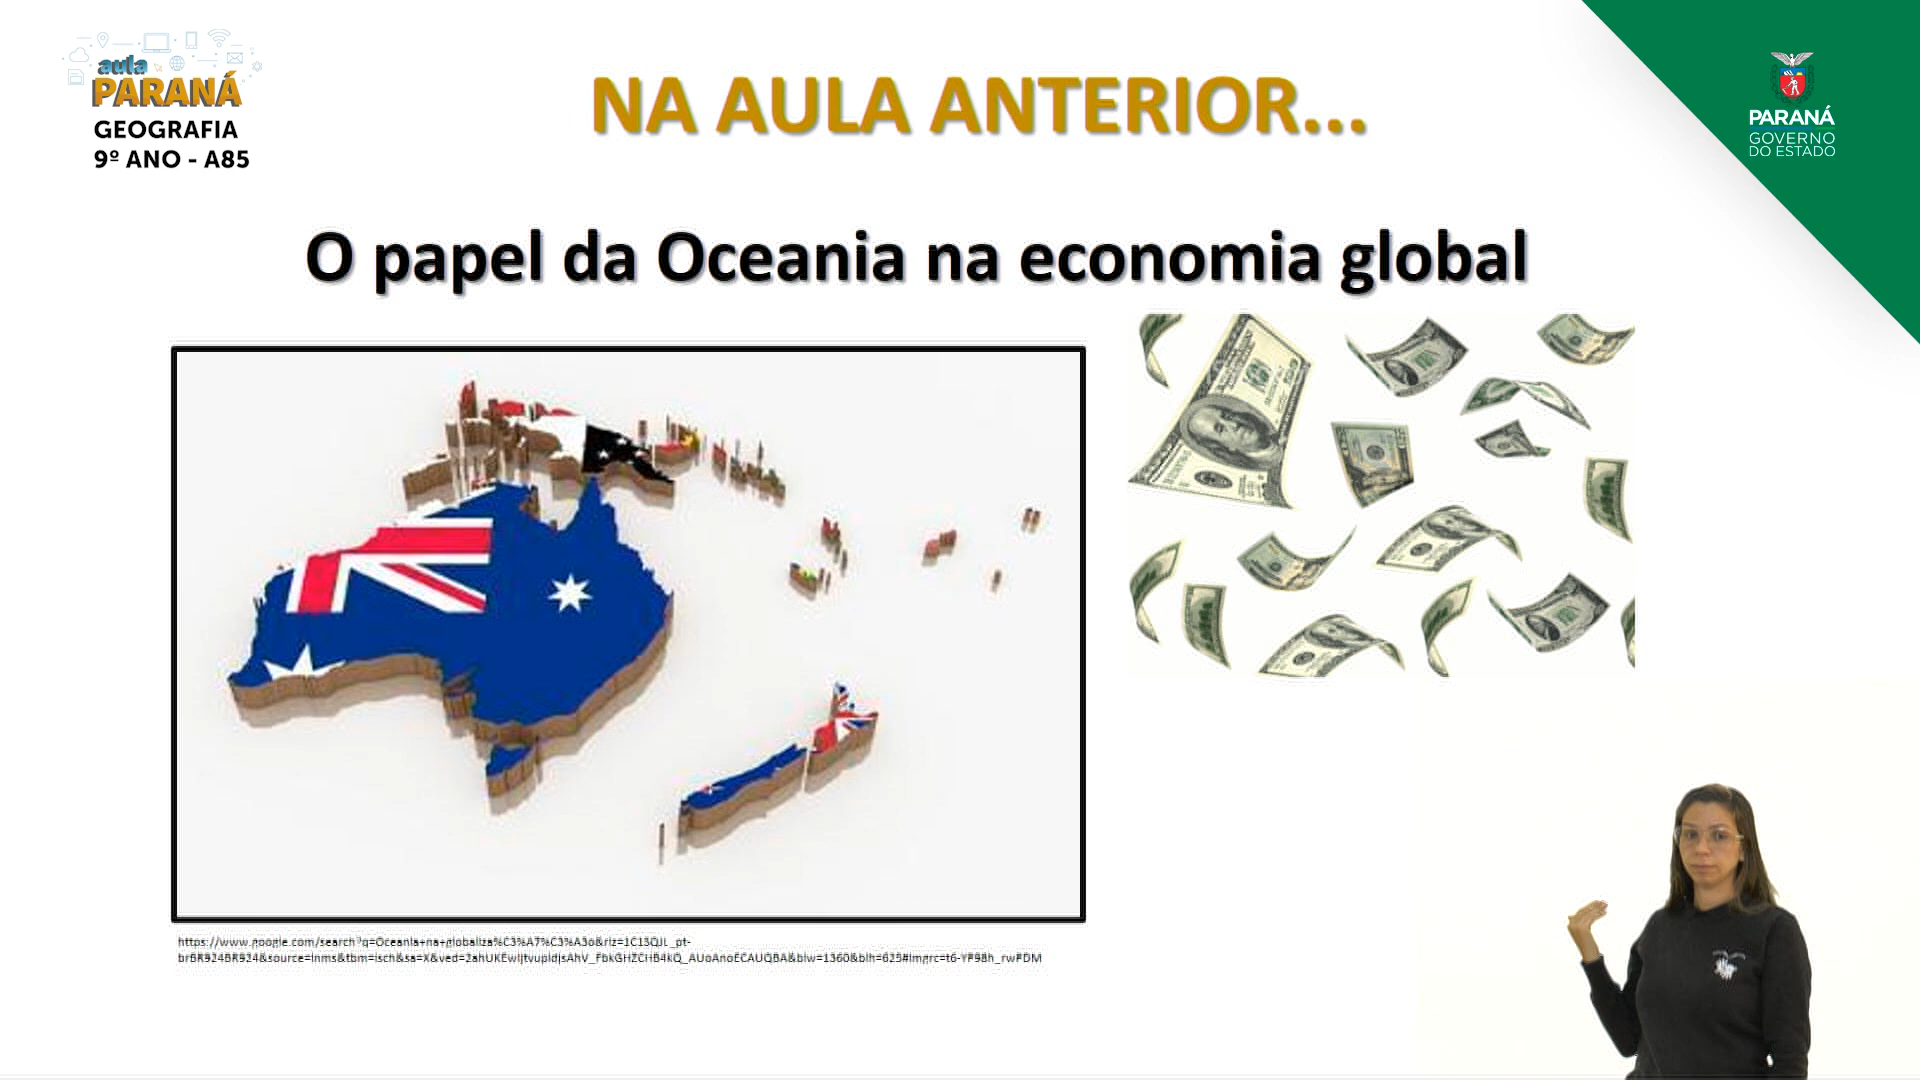 aula
PARANÁ
GEOGRAFIA
9º ANO - A85
NA AULA ANTERIOR...
PARANÁ
GOVERNO
DO ESTADO
O papel da Oceania na economia global